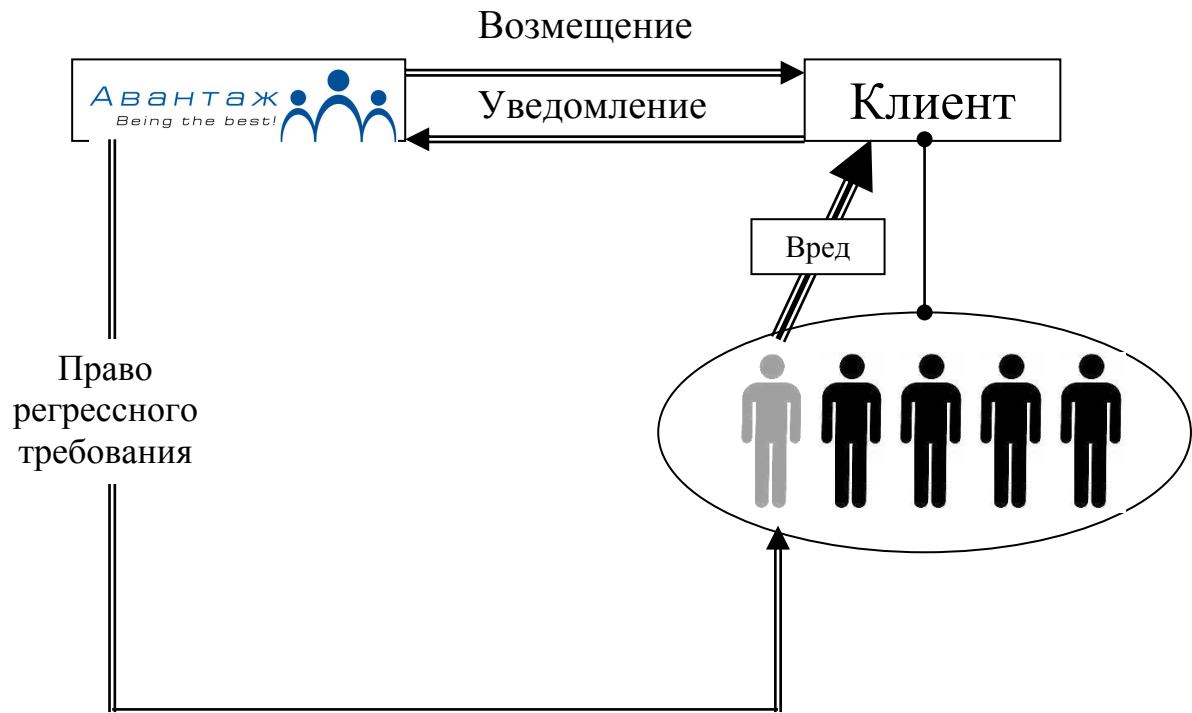 Возмещение
Авантаж
Being the best!
Уведомление
Клиент
Вред
Право
регрессного
требования